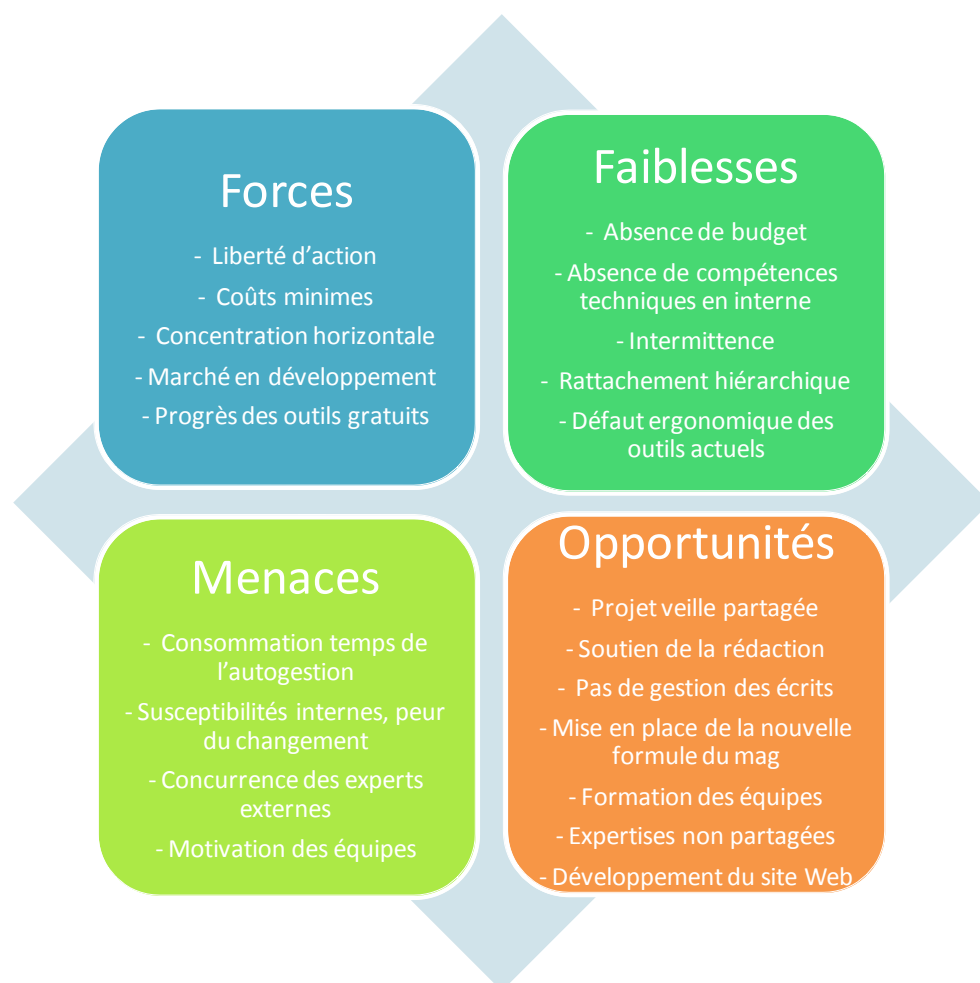 Forces
- Liberté d’action
- Coûts minimes
- Concentration horizontale
- Marché en développement
- Progrès des outils gratuits
Faiblesses
- Absence de budget
- Absence de compétences
techniques en interne
- Intermittence
- Rattachement hiérarchique
- Défaut ergonomique des
outils actuels
Menaces
- Consommation temps de
l’autogestion
- Susceptibilités internes, peur
du changement
- Concurrence des experts
externes
- Motivation des équipes
Opportunités
- Projet veille partagée
- Soutien de la rédaction
- Pas de gestion des écrits
- Mise en place de la nouvelle
formule du mag
- Formation des équipes
- Expertises non partagées
- Développement du site Web